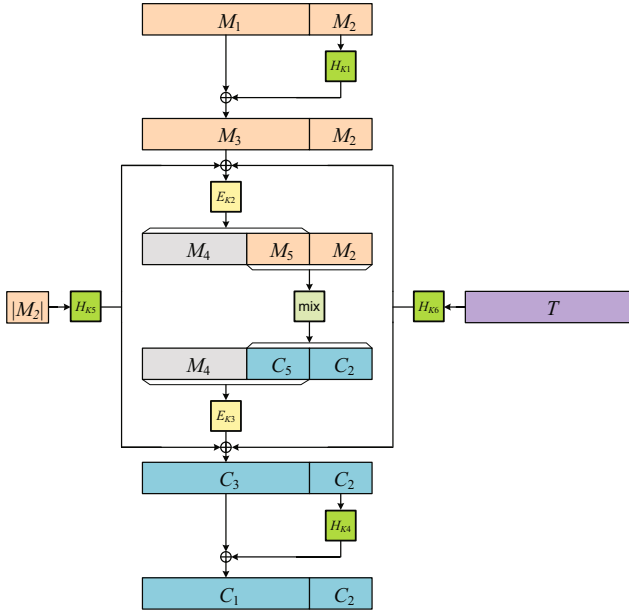 M1 M2
HK1
M3 M2
EK2
M4 M5 M2
|M2| HK5 mix HK6 T
M4 C5 C2
EK3
C3 C2
HK4
C1 C2